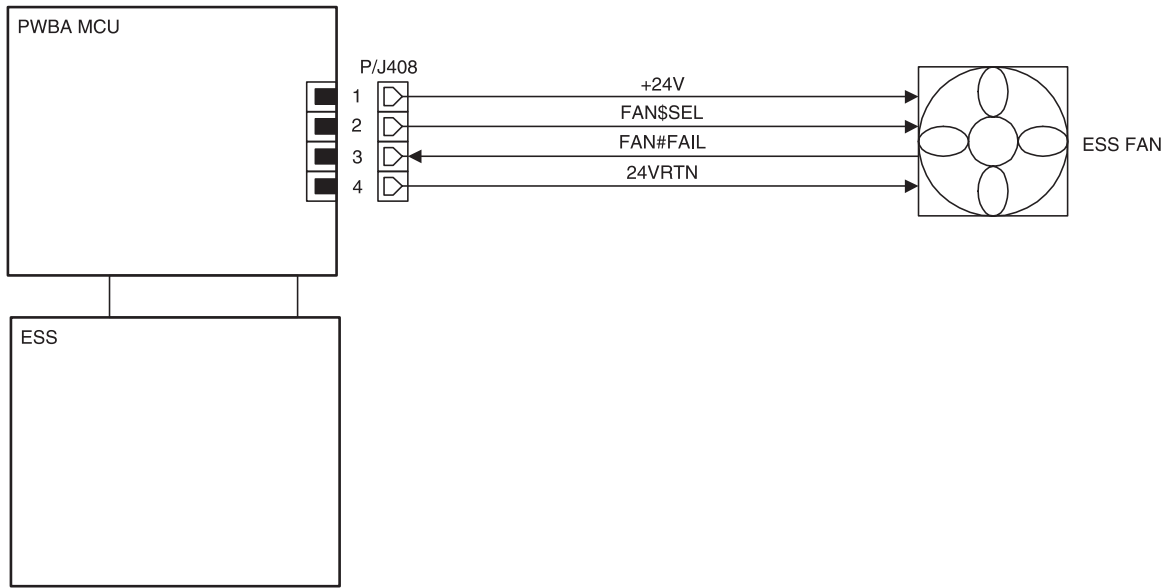 PWBA MCU
P/J408
1
+24V
2
FAN$SEL
3
FAN#FAIL
4
24VRTN
ESS FAN
ESS